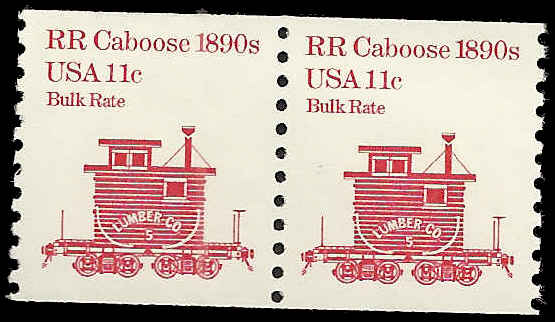 RR Caboose 1890s
USA 11c
Bulk Rate
LUMBER-CO
5
RR Caboose 1890s
USA 11c
Bulk Rate
LUMBER-CO
5